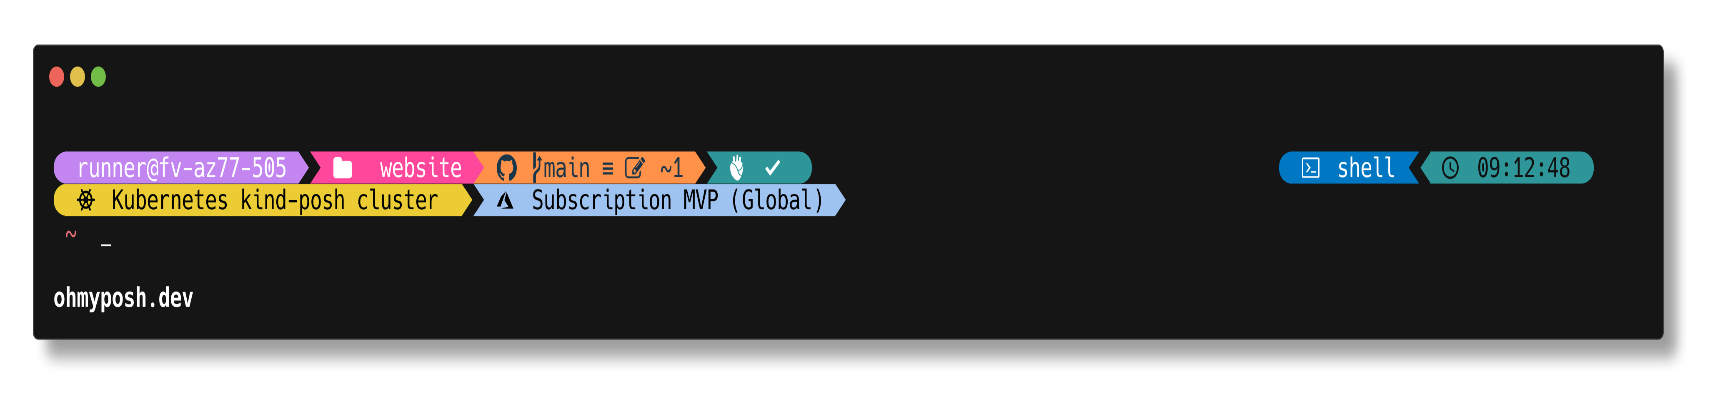 runner@fv-az77-505 website main ≡ ~1 ✓ shell 09:12:48
Kubernetes kind-posh cluster Subscription MVP (Global)
~ _
ohmyposh.dev